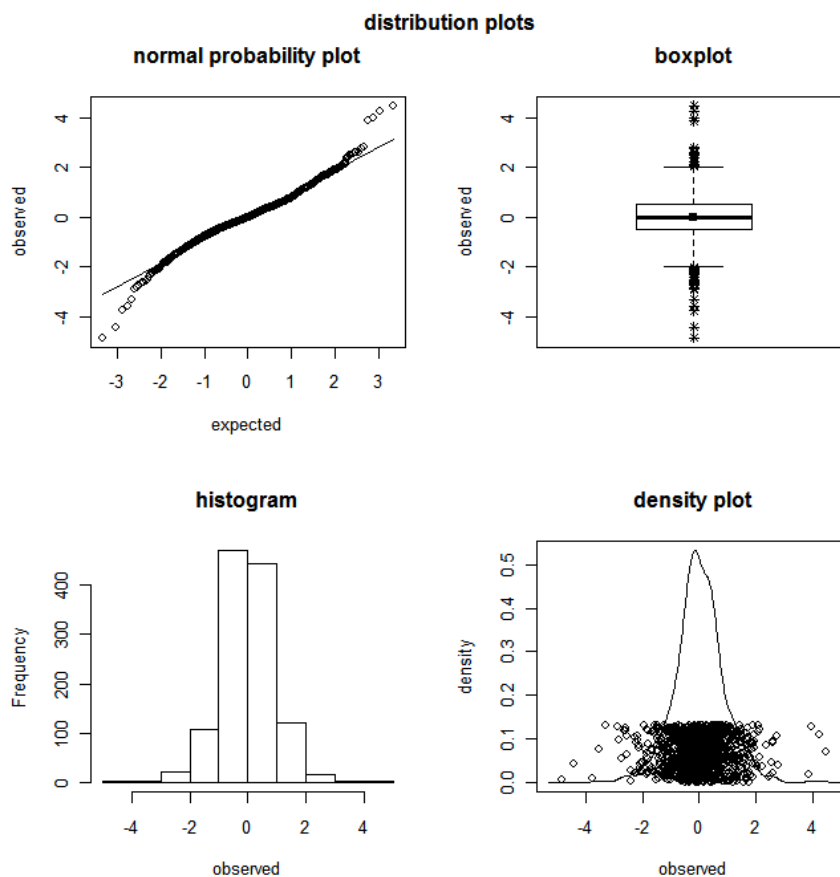 distribution plots
normal probability plot
observed
-4 -2 0 2 4
-3 -2 -1 0 1 2 3
expected
boxplot
observed
-4 -2 0 2 4
histogram
Frequency
0 100 200 300 400
-4 -2 0 2 4
observed
density plot
density
0.0 0.1 0.2 0.3 0.4 0.5
-4 -2 0 2 4
observed